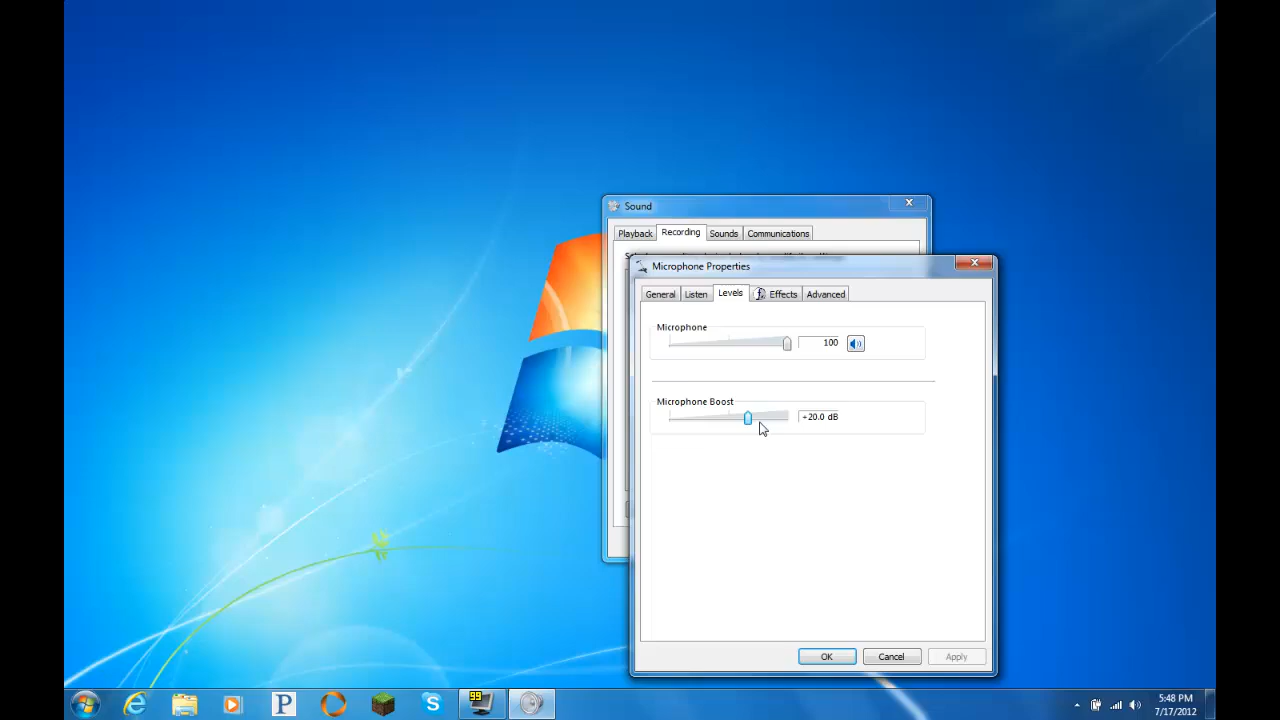 Sound
Playback
Recording
Sounds
Communications
Microphone Properties
General
Listen
Levels
Effects
Advanced
Microphone
100
Microphone Boost
+20.0 dB
OK
Cancel
Apply
P
99
5:48 PM
7/17/2012